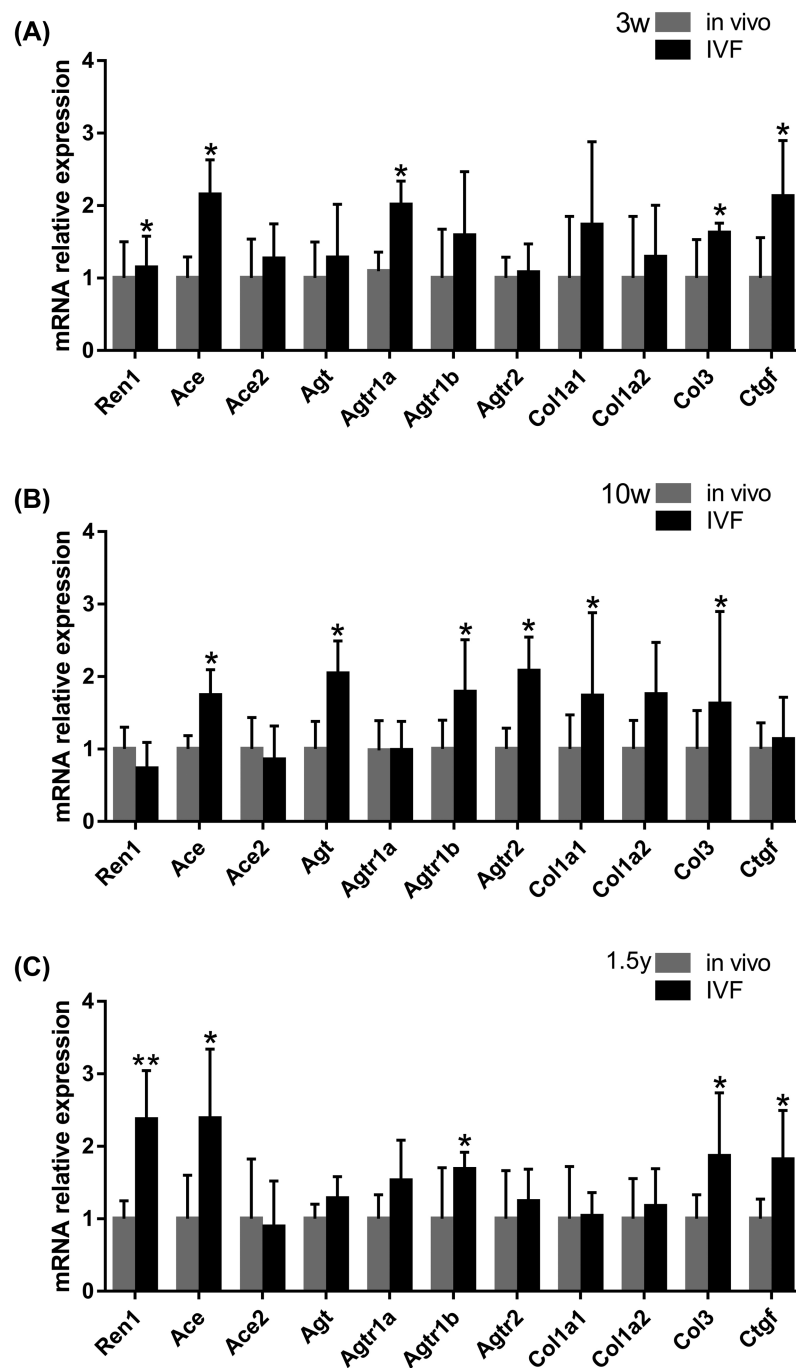 (A)
3w
in vivo
IVF
mRNA relative expression
4
3
2
1
0
*
*
*
*
*
Ren1
Ace
Ace2
Agt
Agtr1a
Agtr1b
Agtr2
Col1a1
Col1a2
Col3
Ctgf
(B)
10w
in vivo
IVF
mRNA relative expression
4
3
2
1
0
*
*
*
*
*
*
Ren1
Ace
Ace2
Agt
Agtr1a
Agtr1b
Agtr2
Col1a1
Col1a2
Col3
Ctgf
(C)
1.5y
in vivo
IVF
mRNA relative expression
4
3
2
1
0
**
*
*
*
*
Ren1
Ace
Ace2
Agt
Agtr1a
Agtr1b
Agtr2
Col1a1
Col1a2
Col3
Ctgf